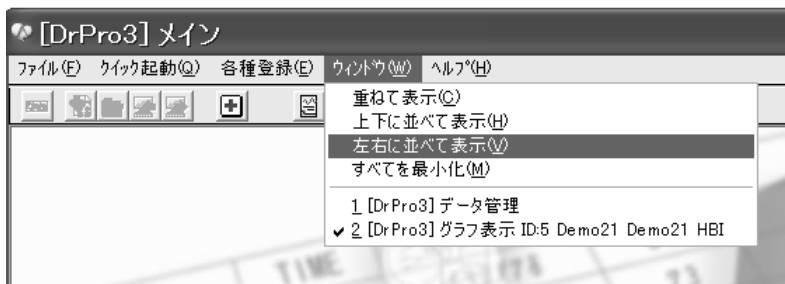 [DrPro3] メイン
ファイル(F) クイック起動(Q) 各種登録(E) ウィンドウ(W) ヘルプ(H)
重ねて表示(C)
上下に並べて表示(H)
左右に並べて表示(V)
すべてを最小化(M)
1 [DrPro3] データ管理
✔ 2 [DrPro3] グラフ表示 ID:5 Demo21 Demo21 HBI
TIME
73